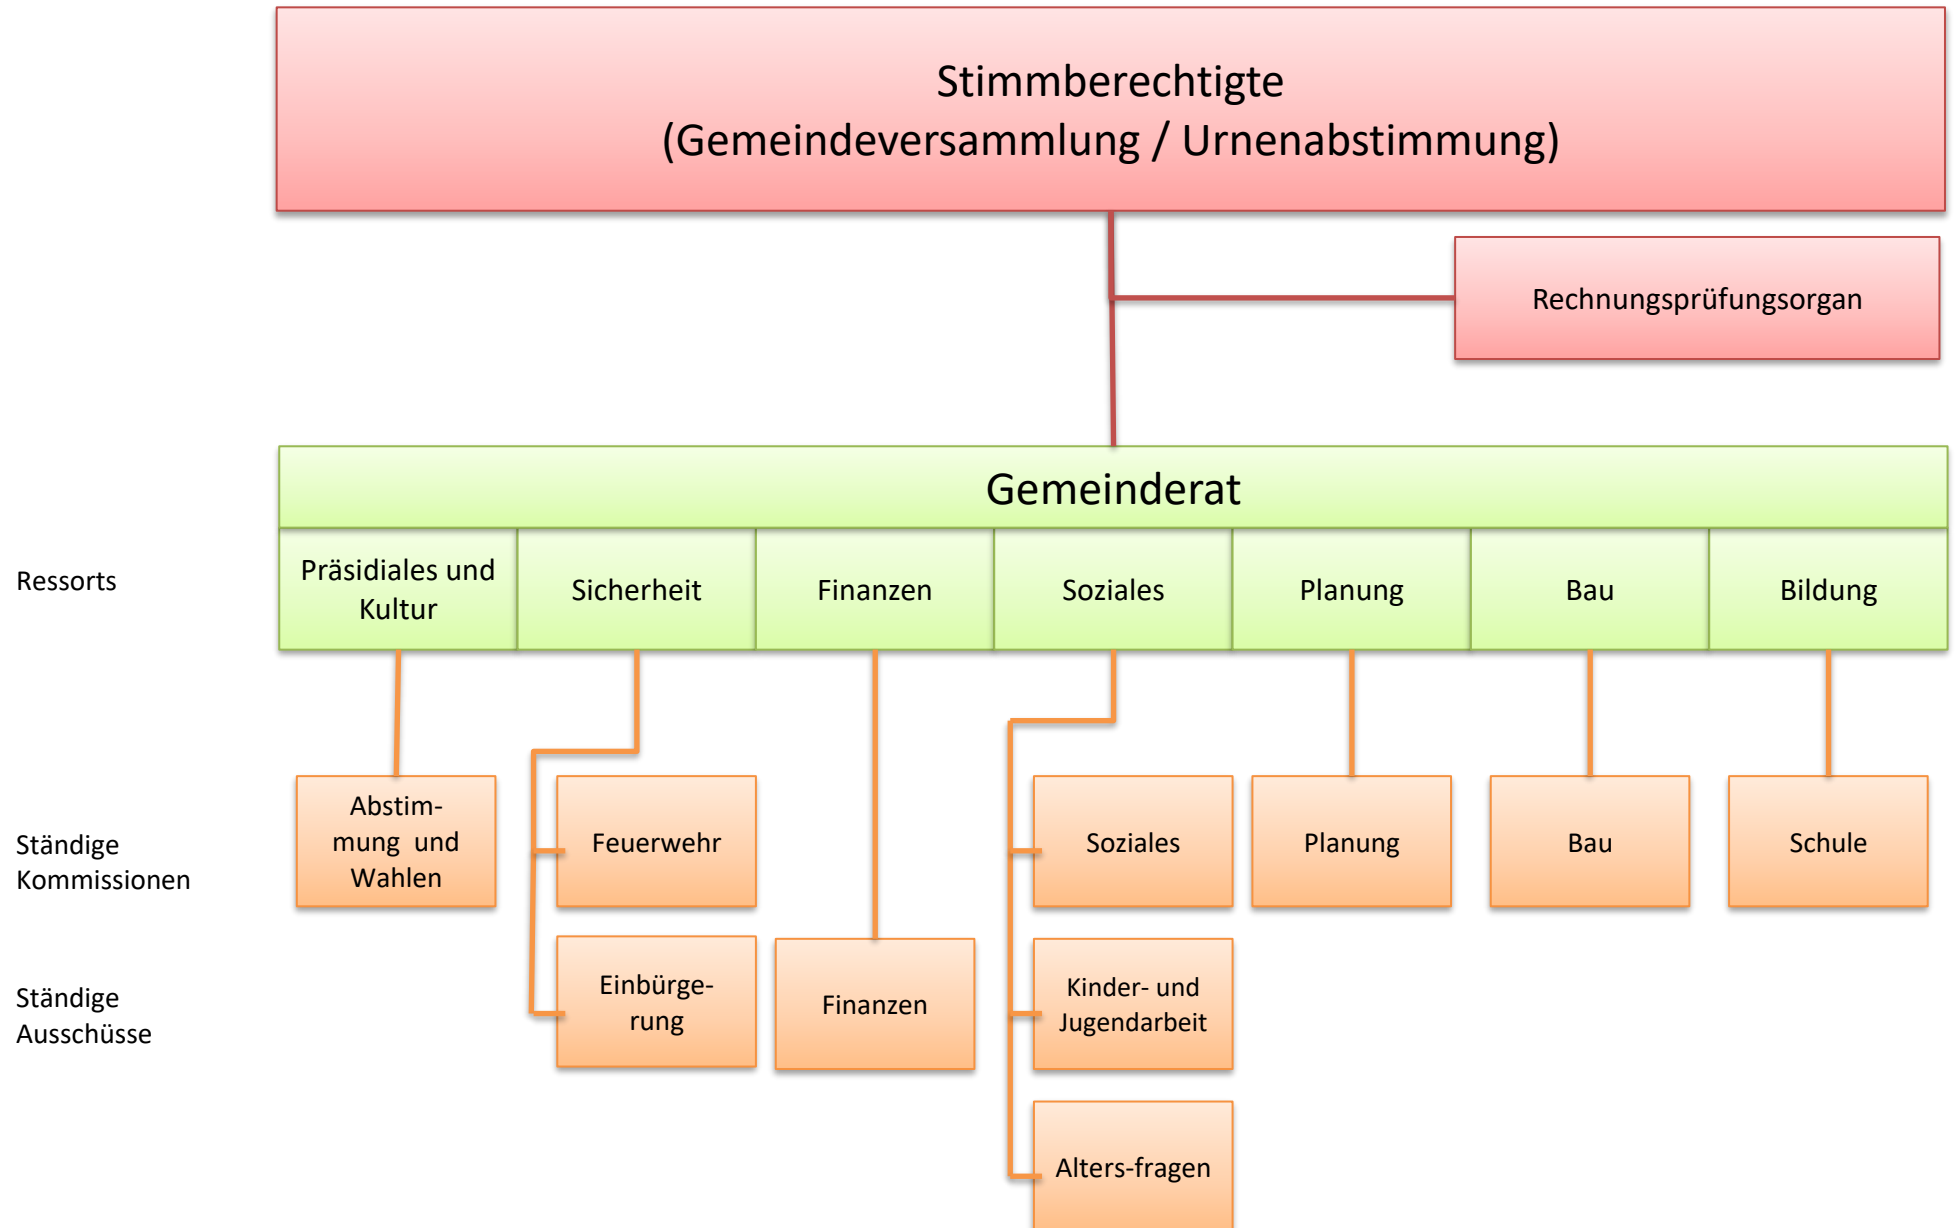 Stimmberechtigte
(Gemeindeversammlung / Urnenabstimmung)
Rechnungsprüfungsorgan
Gemeinderat
Ressorts
Präsidiales und
Kultur
Sicherheit
Finanzen
Soziales
Planung
Bau
Bildung
Ständige
Kommissionen
Abstim-
mung und
Wahlen
Feuerwehr
Soziales
Planung
Bau
Schule
Ständige
Ausschüsse
Einbürge-
rung
Finanzen
Kinder- und
Jugendarbeit
Alters-fragen